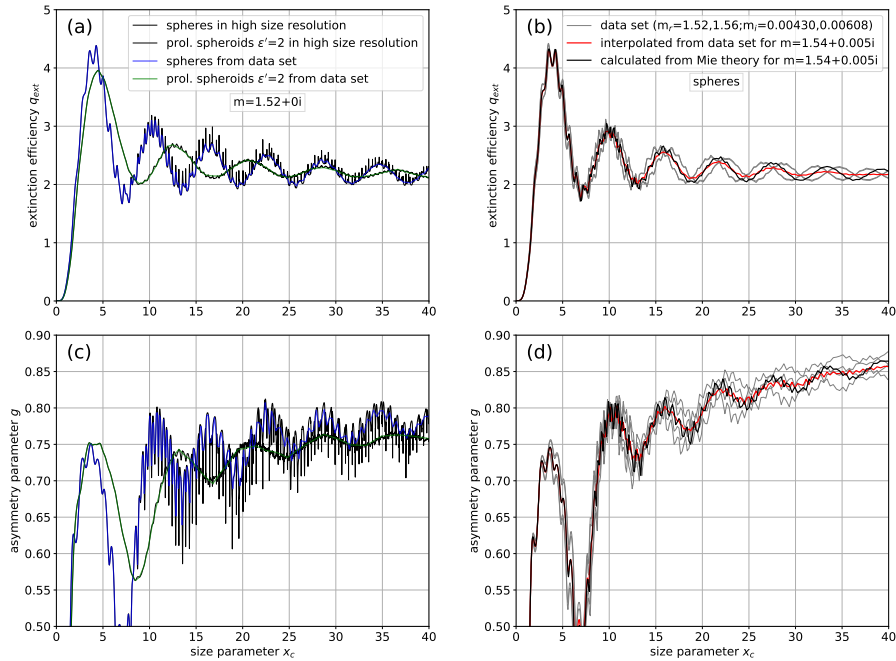 (a)
spheres in high size resolution
prol. spheroids ε'=2 in high size resolution
spheres from data set
prol. spheroids ε'=2 from data set
m=1.52+0i
extinction efficiency q_ext
5
4
3
2
1
0
0 5 10 15 20 25 30 35 40
(b)
data set (m_r=1.52,1.56;m_i=0.00430,0.00608)
interpolated from data set for m=1.54+0.005i
calculated from Mie theory for m=1.54+0.005i
spheres
extinction efficiency q_ext
5
4
3
2
1
0
0 5 10 15 20 25 30 35 40
(c)
asymmetry parameter g
0.90
0.85
0.80
0.75
0.70
0.65
0.60
0.55
0.50
0 5 10 15 20 25 30 35 40
size parameter x_c
(d)
asymmetry parameter g
0.90
0.85
0.80
0.75
0.70
0.65
0.60
0.55
0.50
0 5 10 15 20 25 30 35 40
size parameter x_c